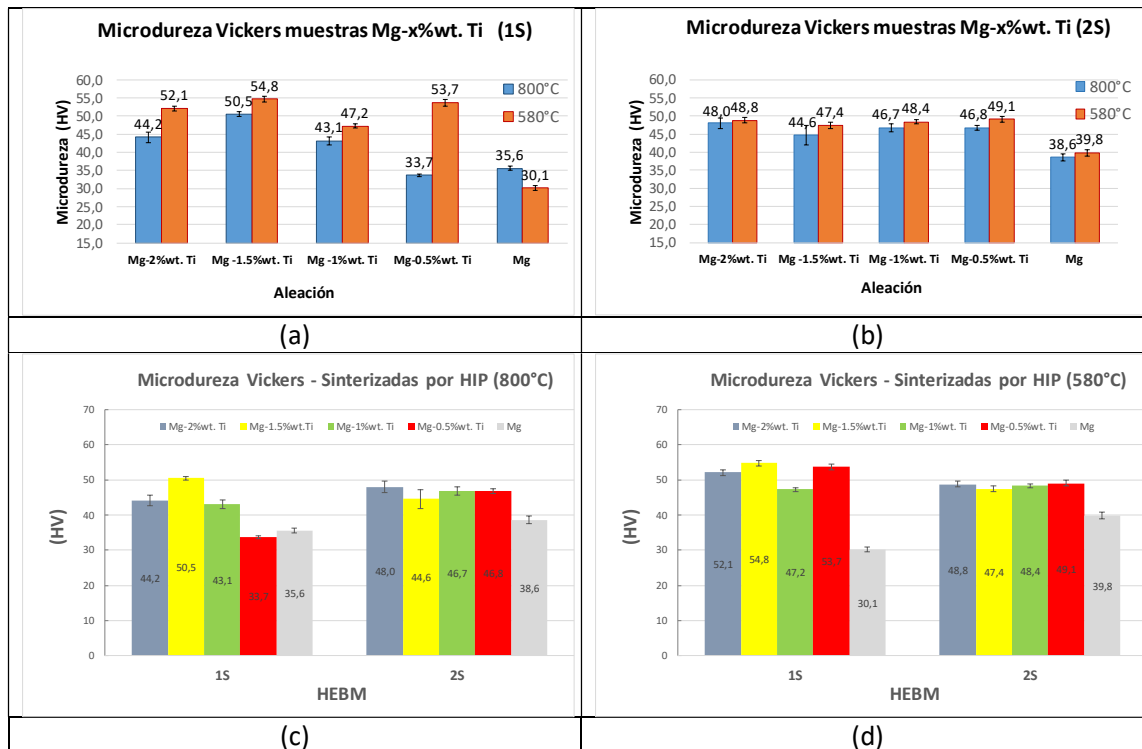 Microdureza Vickers muestras Mg-x%wt. Ti (1S)
Microdureza (HV)
60,0
55,0
50,0
45,0
40,0
35,0
30,0
25,0
20,0
15,0
44,2
52,1
50,5
54,8
43,1
47,2
33,7
53,7
35,6
30,1
800°C
580°C
Mg-2%wt. Ti
Mg -1.5%wt. Ti
Mg -1%wt. Ti
Mg-0.5%wt. Ti
Mg
Aleación
(a)
Microdureza Vickers muestras Mg-x%wt. Ti (2S)
Microdureza (HV)
60,0
55,0
50,0
45,0
40,0
35,0
30,0
25,0
20,0
15,0
48,0
48,8
44,6
47,4
46,7
48,4
46,8
49,1
38,6
39,8
800°C
580°C
Mg-2%wt. Ti
Mg -1.5%wt. Ti
Mg -1%wt. Ti
Mg-0.5%wt. Ti
Mg
Aleación
(b)
Microdureza Vickers - Sinterizadas por HIP (800°C)
(HV)
70
60
50
40
30
20
10
0
Mg-2%wt. Ti
Mg-1.5%wt.Ti
Mg-1%wt. Ti
Mg-0.5%wt. Ti
Mg
44,2
50,5
43,1
33,7
35,6
48,0
44,6
46,7
46,8
38,6
1S
2S
HEBM
(c)
Microdureza Vickers - Sinterizadas por HIP (580°C)
(HV)
70
60
50
40
30
20
10
0
Mg-2%wt. Ti
Mg-1.5%wt.Ti
Mg-1%wt. Ti
Mg-0.5%wt. Ti
Mg
52,1
54,8
47,2
53,7
30,1
48,8
47,4
48,4
49,1
39,8
1S
2S
HEBM
(d)